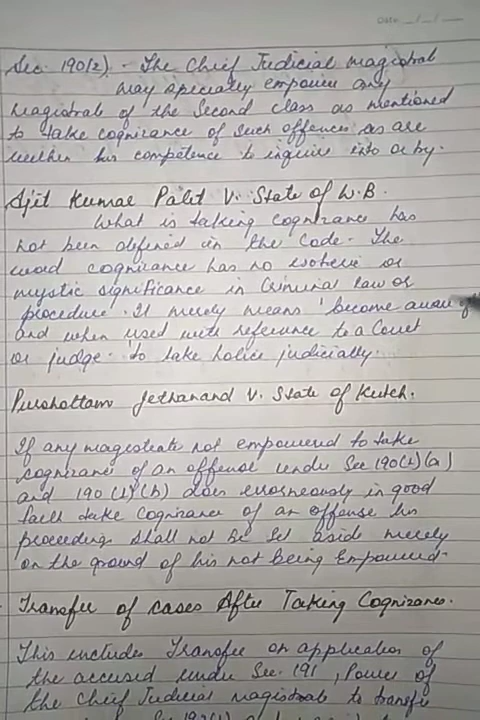 Date __/__/__
Sec. 190(2) - The Chief Judicial magistrat
may specialy empower any
Magistrate of the Second class as mentioned
to take cognizance of such offences as are
within his competence to inquire into or try.
Ajit Kumar Palit V. State of W.B.
What is taking cognizance has
not been defined in the Code. The
word cognizance has no esoteric or
mystic significance in Criminal law or
procedure. It merely means 'become aware of
and when used with reference to a Court
or judge to take notice judicially.
Purshottam Jethanand V. State of Kutch.
If any magistrate not empowered to take
cognizance of an offense under Sec 190(1)(a)
and 190(1)(b) does erroneously in good
faith take Cognizance of an offense his
proceedings shall not be set aside merely
on the ground of his not being Empowered.
Transfer of cases After Taking Cognizance.
This includes Transfer on application of
the accused under Sec. 191, Power of
the Chief Judicial magistrate to transfer